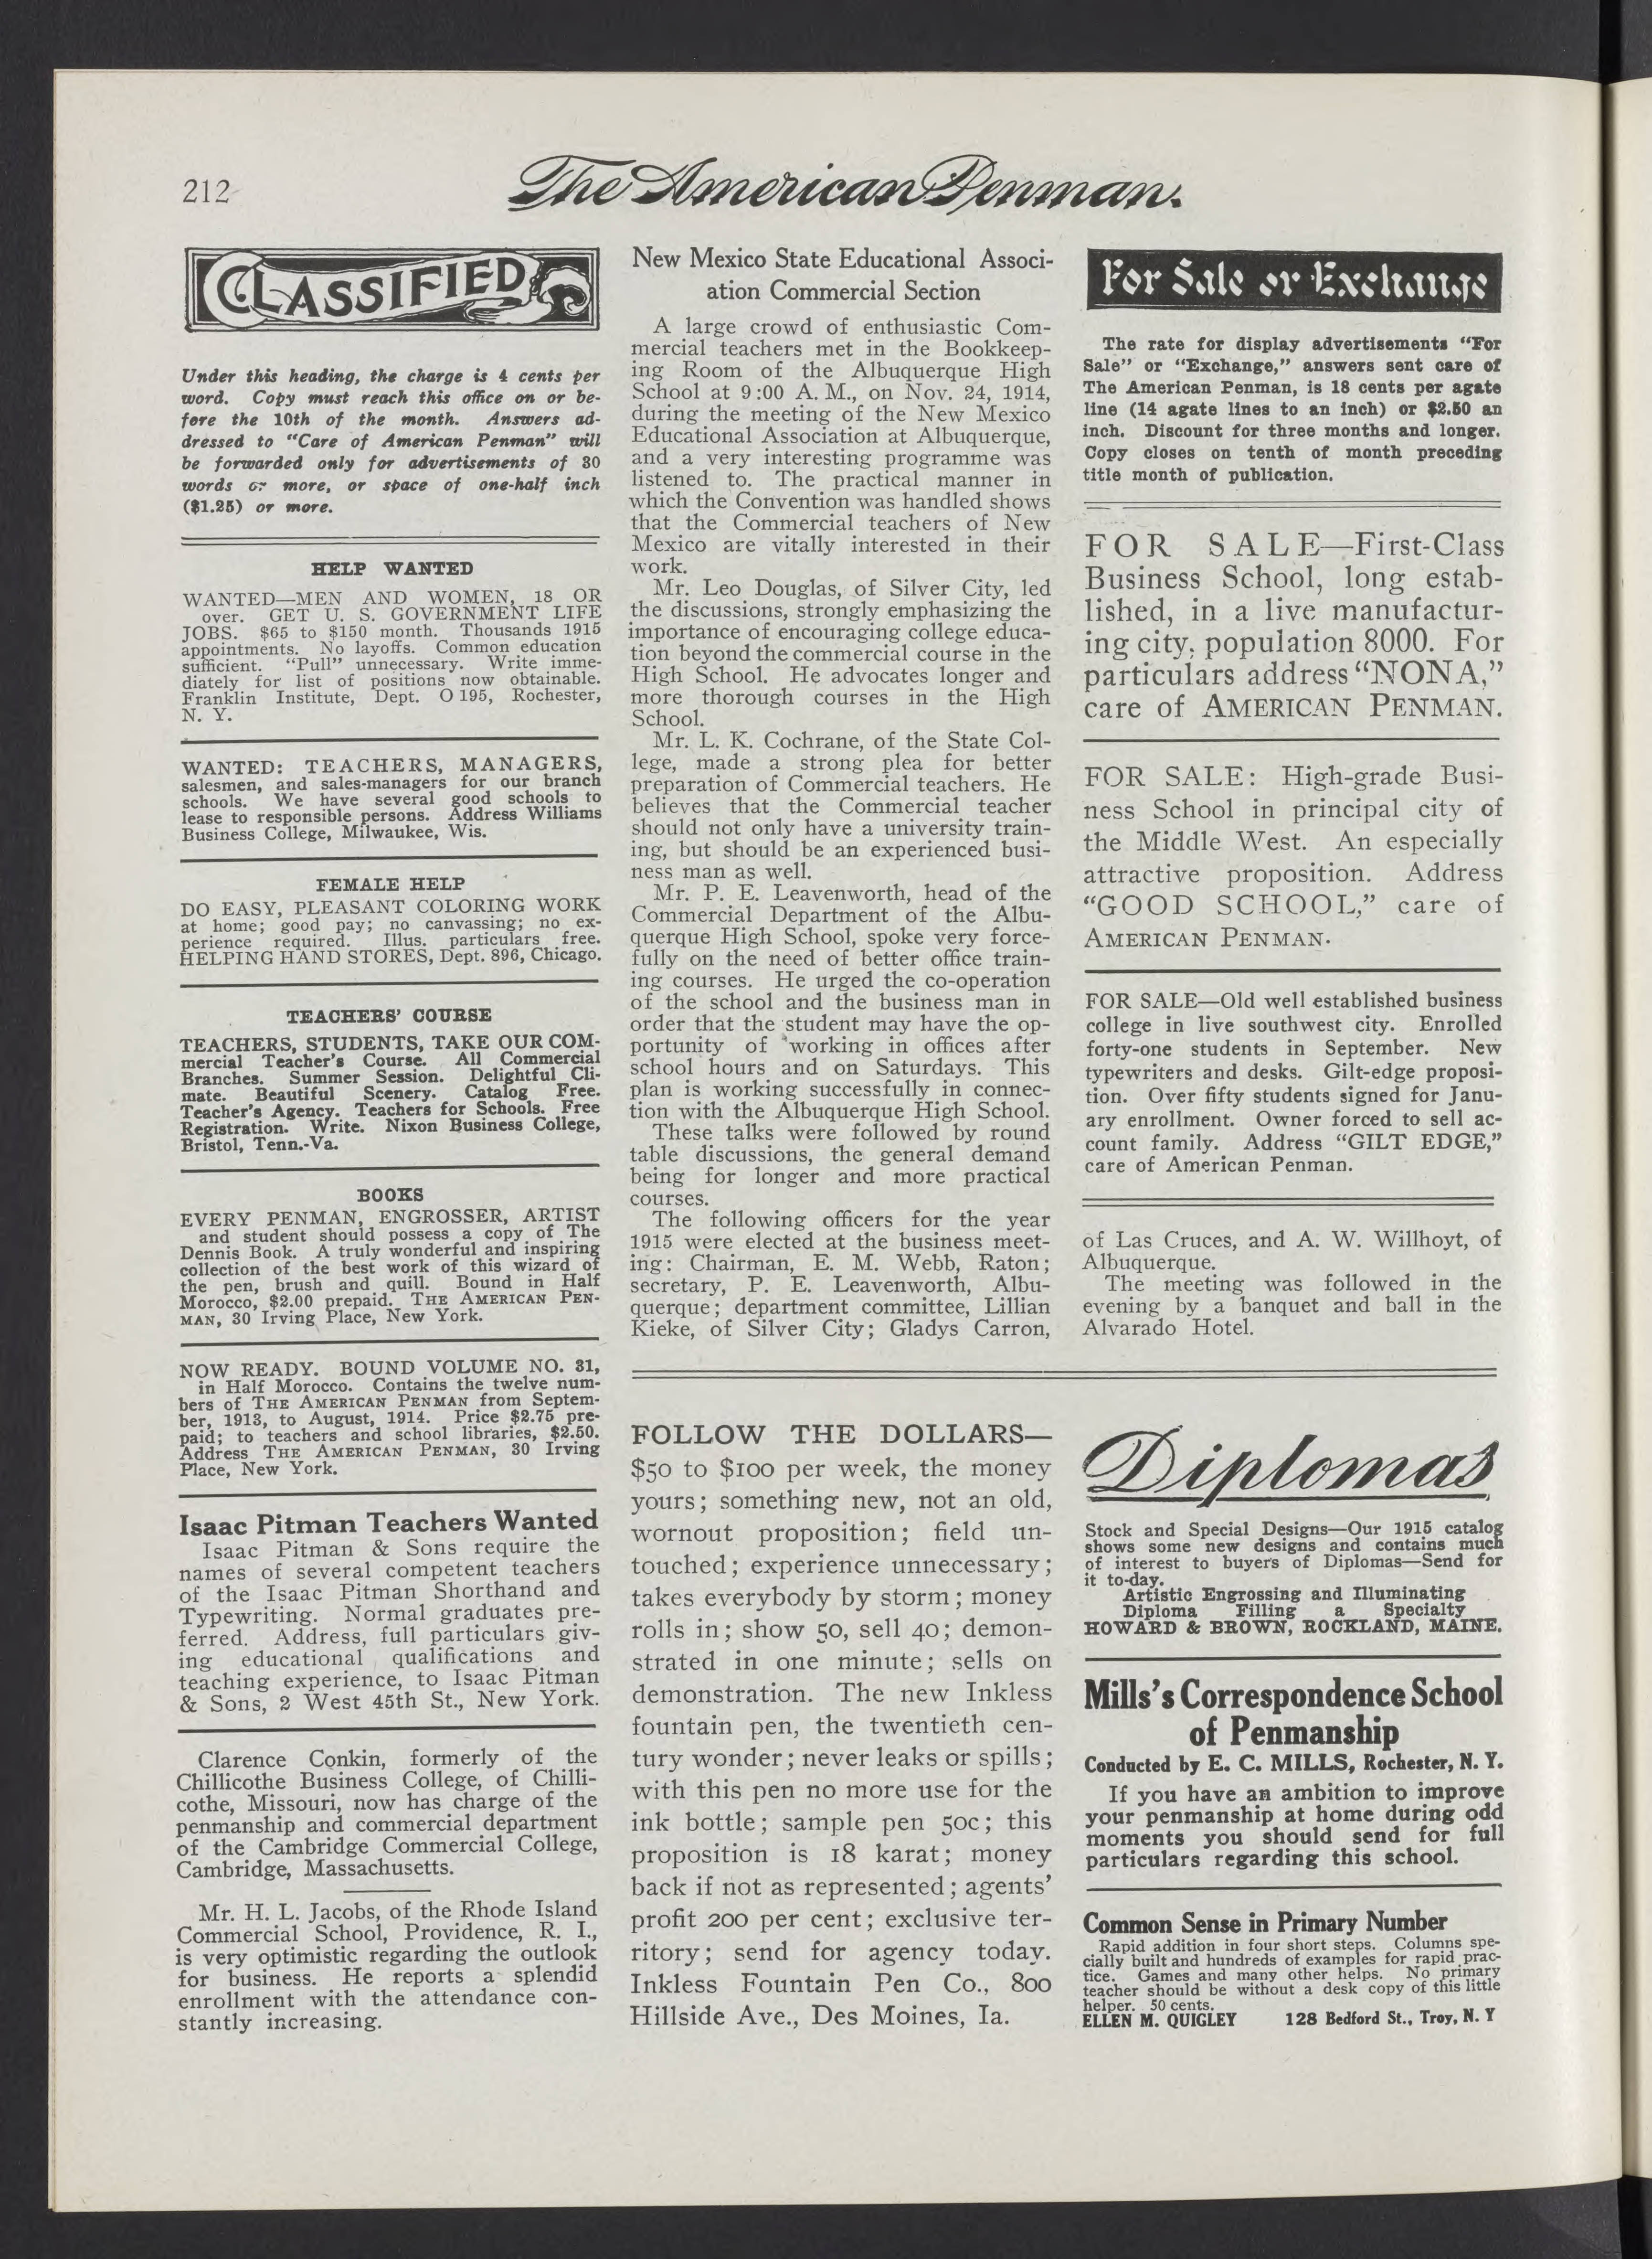 212
The American Penman.
CLASSIFIED
Under this heading, the charge is 4 cents per
word. Copy must reach this office on or be-
fore the 10th of the month. Answers ad-
dressed to "Care of American Penman" will
be forwarded only for advertisements of 30
words or more, or space of one-half inch
($1.25) or more.
HELP WANTED
WANTED—MEN AND WOMEN, 18 OR
over. GET U. S. GOVERNMENT LIFE
JOBS. $65 to $150 month. Thousands 1915
appointments. No layoffs. Common education
sufficient. "Pull" unnecessary. Write imme-
diately for list of positions now obtainable.
Franklin Institute, Dept. O 195, Rochester,
N. Y.
WANTED: TEACHERS, MANAGERS,
salesmen, and sales-managers for our branch
schools. We have several good schools to
lease to responsible persons. Address Williams
Business College, Milwaukee, Wis.
FEMALE HELP
DO EASY, PLEASANT COLORING WORK
at home; good pay; no canvassing; no ex-
perience required. Illus. particulars free.
HELPING HAND STORES, Dept. 896, Chicago.
TEACHERS' COURSE
TEACHERS, STUDENTS, TAKE OUR COM-
mercial Teacher's Course. All Commercial
Branches. Summer Session. Delightful Cli-
mate. Beautiful Scenery. Catalog Free.
Teacher's Agency. Teachers for Schools. Free
Registration. Write. Nixon Business College,
Bristol, Tenn.-Va.
BOOKS
EVERY PENMAN, ENGROSSER, ARTIST
and student should possess a copy of The
Dennis Book. A truly wonderful and inspiring
collection of the best work of this wizard of
the pen, brush and quill. Bound in Half
Morocco, $2.00 prepaid. THE AMERICAN PEN-
MAN, 30 Irving Place, New York.
NOW READY. BOUND VOLUME NO. 31,
in Half Morocco. Contains the twelve num-
bers of THE AMERICAN PENMAN from Septem-
ber, 1913, to August, 1914. Price $2.75 pre-
paid; to teachers and school libraries, $2.50.
Address THE AMERICAN PENMAN, 30 Irving
Place, New York.
Isaac Pitman Teachers Wanted
Isaac Pitman & Sons require the
names of several competent teachers
of the Isaac Pitman Shorthand and
Typewriting. Normal graduates pre-
ferred. Address, full particulars giv-
ing educational qualifications and
teaching experience, to Isaac Pitman
& Sons, 2 West 45th St., New York.
Clarence Conkin, formerly of the
Chillicothe Business College, of Chilli-
cothe, Missouri, now has charge of the
penmanship and commercial department
of the Cambridge Commercial College,
Cambridge, Massachusetts.
Mr. H. L. Jacobs, of the Rhode Island
Commercial School, Providence, R. I.,
is very optimistic regarding the outlook
for business. He reports a splendid
enrollment with the attendance con-
stantly increasing.
New Mexico State Educational Associ-
ation Commercial Section
A large crowd of enthusiastic Com-
mercial teachers met in the Bookkeep-
ing Room of the Albuquerque High
School at 9:00 A. M., on Nov. 24, 1914,
during the meeting of the New Mexico
Educational Association at Albuquerque,
and a very interesting programme was
listened to. The practical manner in
which the Convention was handled shows
that the Commercial teachers of New
Mexico are vitally interested in their
work.
Mr. Leo Douglas, of Silver City, led
the discussions, strongly emphasizing the
importance of encouraging college educa-
tion beyond the commercial course in the
High School. He advocates longer and
more thorough courses in the High
School.
Mr. L. K. Cochrane, of the State Col-
lege, made a strong plea for better
preparation of Commercial teachers. He
believes that the Commercial teacher
should not only have a university train-
ing, but should be an experienced busi-
ness man as well.
Mr. P. E. Leavenworth, head of the
Commercial Department of the Albu-
querque High School, spoke very force-
fully on the need of better office train-
ing courses. He urged the co-operation
of the school and the business man in
order that the student may have the op-
portunity of working in offices after
school hours and on Saturdays. This
plan is working successfully in connec-
tion with the Albuquerque High School.
These talks were followed by round
table discussions, the general demand
being for longer and more practical
courses.
The following officers for the year
1915 were elected at the business meet-
ing: Chairman, E. M. Webb, Raton;
secretary, P. E. Leavenworth, Albu-
querque; department committee, Lillian
Kieke, of Silver City; Gladys Carron,
For Sale or Exchange
The rate for display advertisements "For
Sale" or "Exchange," answers sent care of
The American Penman, is 18 cents per agate
line (14 agate lines to an inch) or $2.50 an
inch. Discount for three months and longer.
Copy closes on tenth of month preceding
title month of publication.
FOR SALE—First-Class
Business School, long estab-
lished, in a live manufactur-
ing city, population 8000. For
particulars address "NONA,"
care of AMERICAN PENMAN.
FOR SALE: High-grade Busi-
ness School in principal city of
the Middle West. An especially
attractive proposition. Address
"GOOD SCHOOL," care of
AMERICAN PENMAN.
FOR SALE—Old well established business
college in live southwest city. Enrolled
forty-one students in September. New
typewriters and desks. Gilt-edge proposi-
tion. Over fifty students signed for Janu-
ary enrollment. Owner forced to sell ac-
count family. Address "GILT EDGE,"
care of American Penman.
of Las Cruces, and A. W. Willhoyt, of
Albuquerque.
The meeting was followed in the
evening by a banquet and ball in the
Alvarado Hotel.
FOLLOW THE DOLLARS—
$50 to $100 per week, the money
yours; something new, not an old,
wornout proposition; field un-
touched; experience unnecessary;
takes everybody by storm; money
rolls in; show 50, sell 40; demon-
strated in one minute; sells on
demonstration. The new Inkless
fountain pen, the twentieth cen-
tury wonder; never leaks or spills;
with this pen no more use for the
ink bottle; sample pen 50c; this
proposition is 18 karat; money
back if not as represented; agents'
profit 200 per cent; exclusive ter-
ritory; send for agency today.
Inkless Fountain Pen Co., 800
Hillside Ave., Des Moines, Ia.
Diplomas
Stock and Special Designs—Our 1915 catalog
shows some new designs and contains much
of interest to buyers of Diplomas—Send for
it to-day.
Artistic Engrossing and Illuminating
Diploma Filling a Specialty
HOWARD & BROWN, ROCKLAND, MAINE.
Mills's Correspondence School
of Penmanship
Conducted by E. C. MILLS, Rochester, N. Y.
If you have an ambition to improve
your penmanship at home during odd
moments you should send for full
particulars regarding this school.
Common Sense in Primary Number
Rapid addition in four short steps. Columns spe-
cially built and hundreds of examples for rapid prac-
tice. Games and many other helps. No primary
teacher should be without a desk copy of this little
helper. 50 cents.
ELLEN M. QUIGLEY 128 Bedford St., Troy, N. Y